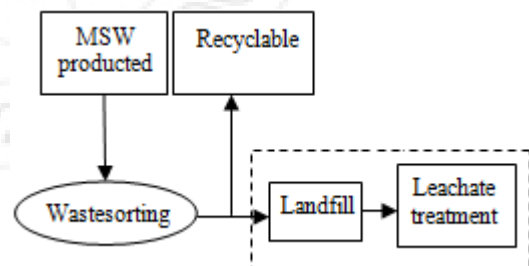 MSW
producted
Recyclable
Wastesorting
Landfill
Leachate
treatment